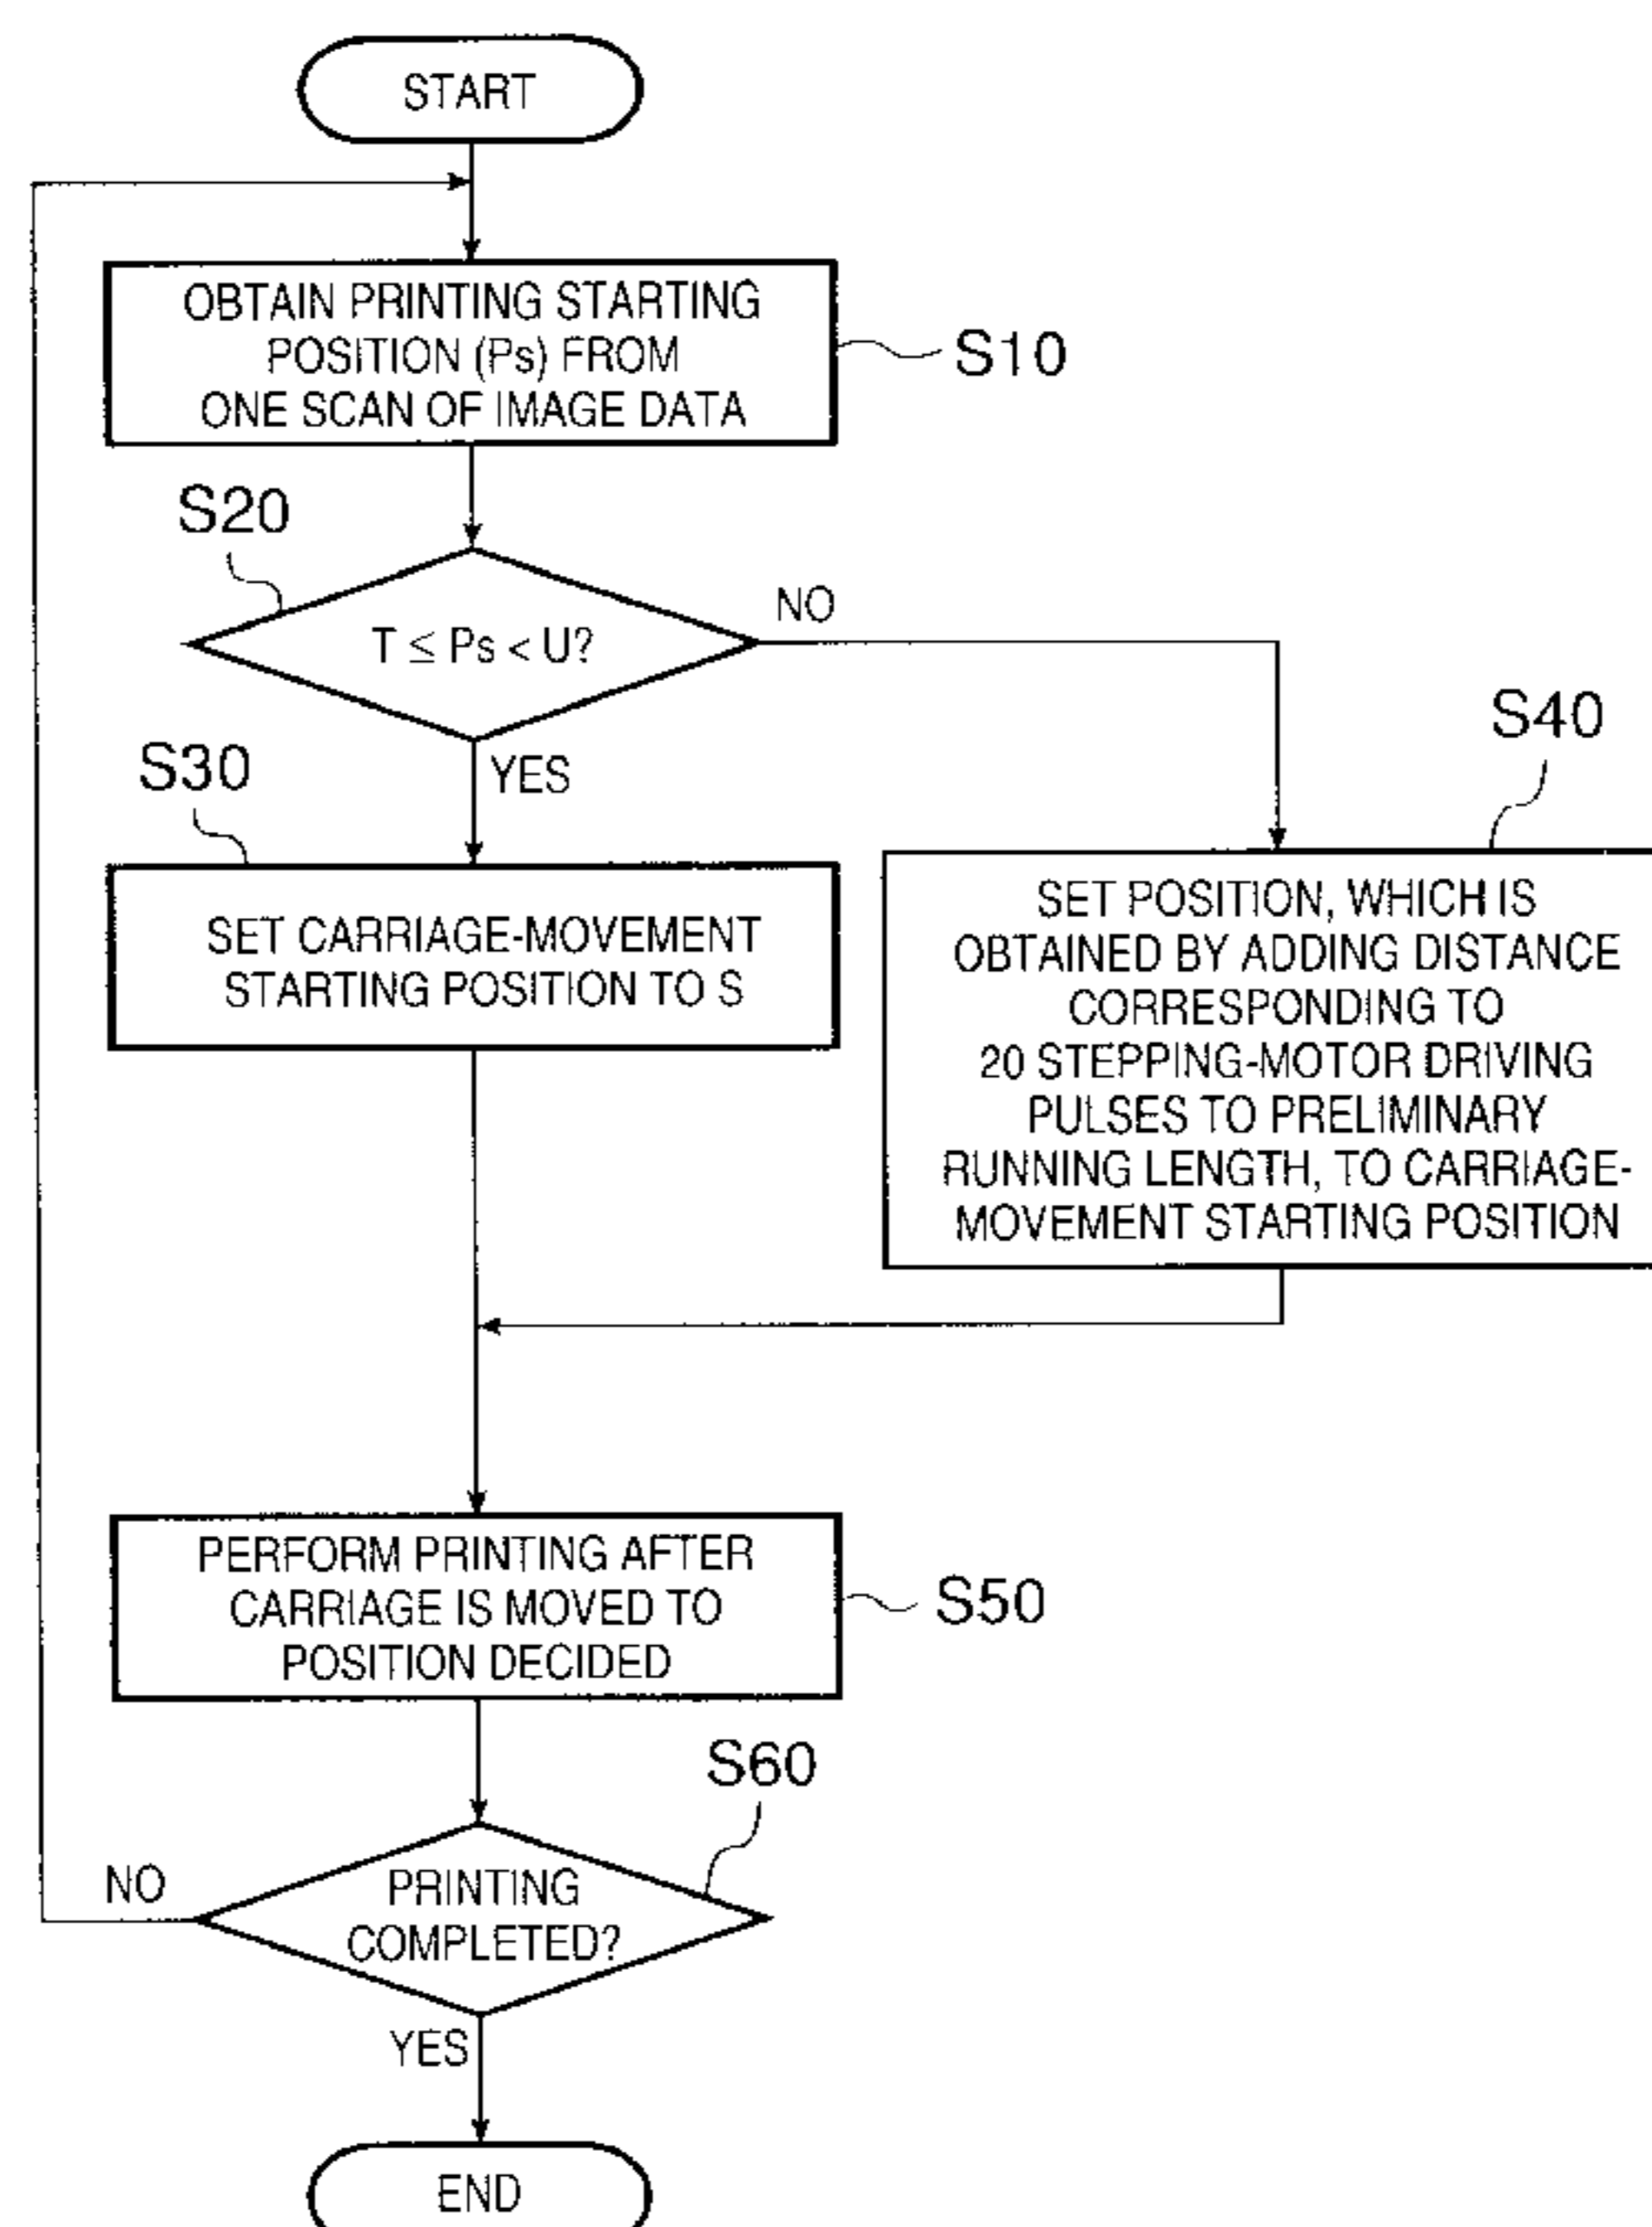 START
OBTAIN PRINTING STARTING
POSITION (Ps) FROM
ONE SCAN OF IMAGE DATA
S10
S20
T ≤ Ps < U?
NO
YES
S30
SET CARRIAGE-MOVEMENT
STARTING POSITION TO S
S40
SET POSITION, WHICH IS
OBTAINED BY ADDING DISTANCE
CORRESPONDING TO
20 STEPPING-MOTOR DRIVING
PULSES TO PRELIMINARY
RUNNING LENGTH, TO CARRIAGE-
MOVEMENT STARTING POSITION
PERFORM PRINTING AFTER
CARRIAGE IS MOVED TO
POSITION DECIDED
S50
S60
PRINTING
COMPLETED?
NO
YES
END